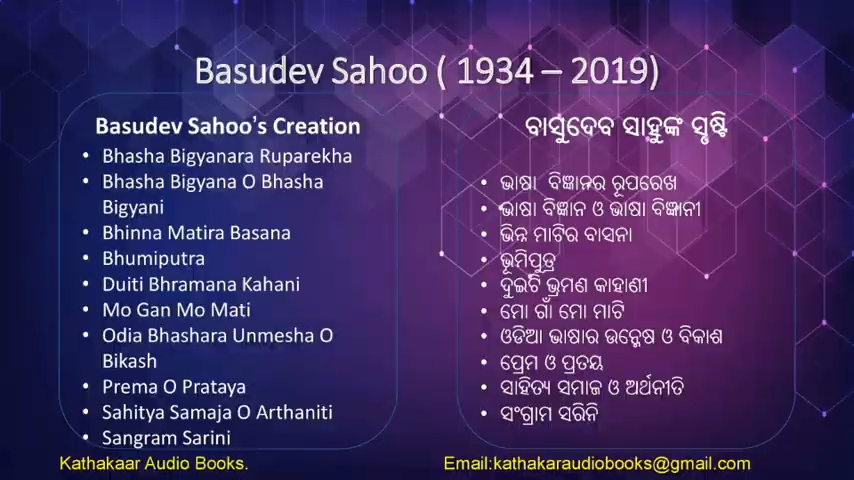 Basudev Sahoo ( 1934 – 2019)
Basudev Sahoo's Creation
• Bhasha Bigyanara Ruparekha
• Bhasha Bigyana O Bhasha
Bigyani
• Bhinna Matira Basana
• Bhumiputra
• Duiti Bhramana Kahani
• Mo Gan Mo Mati
• Odia Bhashara Unmesha O
Bikash
• Prema O Prataya
• Sahitya Samaja O Arthaniti
• Sangram Sarini
ବାସୁଦେବ ସାହୁଙ୍କ ସୃଷ୍ଟି
• ଭାଷା ବିଜ୍ଞାନର ରୂପରେଖ
• ଭାଷା ବିଜ୍ଞାନ ଓ ଭାଷା ବିଜ୍ଞାନୀ
• ଭିନ୍ନ ମାଟିର ବାସନା
• ଭୂମିପୁତ୍ର
• ଦୁଇଟି ଭ୍ରମଣ କାହାଣୀ
• ମୋ ଗାଁ ମୋ ମାଟି
• ଓଡିଆ ଭାଷାର ଉନ୍ମେଷ ଓ ବିକାଶ
• ପ୍ରେମ ଓ ପ୍ରତୟ
• ସାହିତ୍ୟ ସମାଜ ଓ ଅର୍ଥନୀତି
• ସଂଗ୍ରାମ ସରିନି
Kathakaar Audio Books.
Email:kathakaraudiobooks@gmail.com